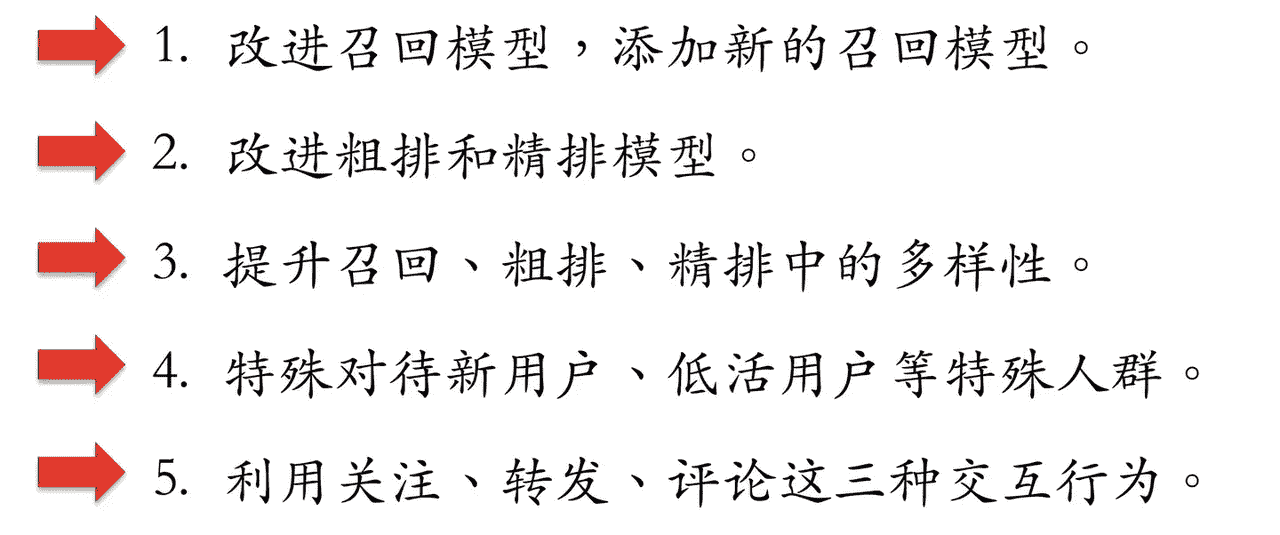 1. 改进召回模型，添加新的召回模型。
2. 改进粗排和精排模型。
3. 提升召回、粗排、精排中的多样性。
4. 特殊对待新用户、低活用户等特殊人群。
5. 利用关注、转发、评论这三种交互行为。